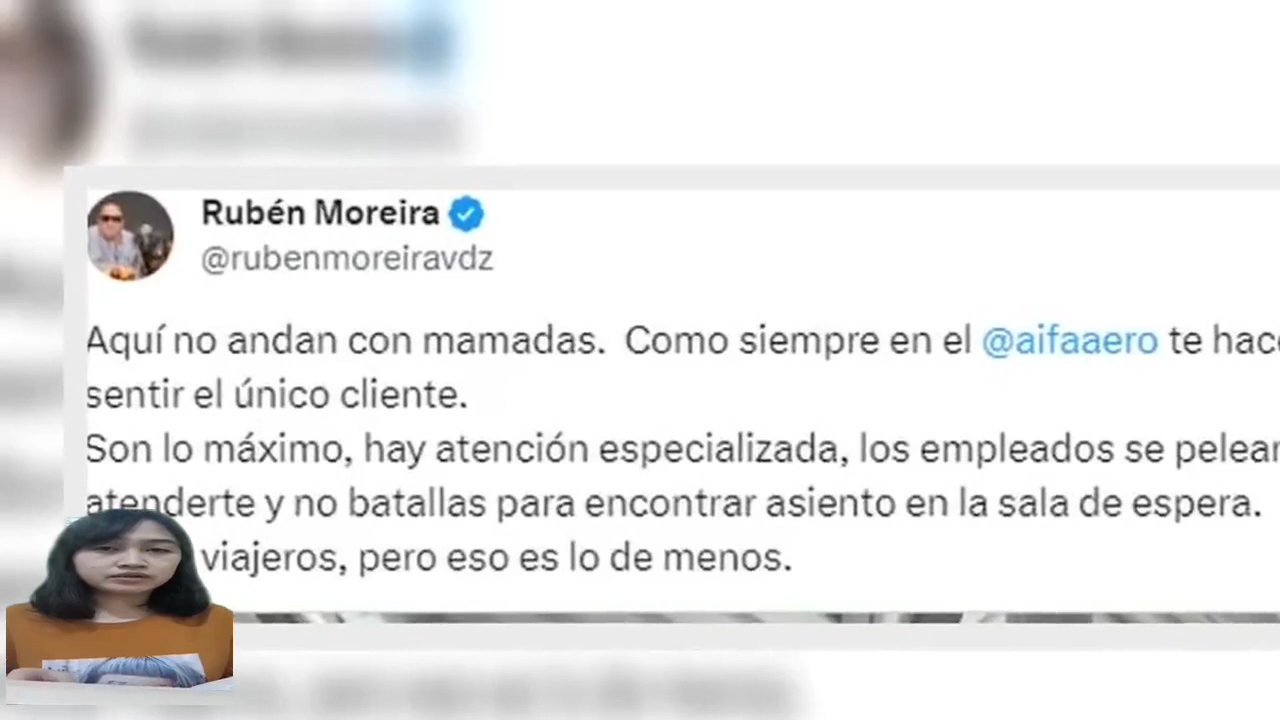 Rubén Moreira
@rubenmoreiravdz
Aquí no andan con mamadas. Como siempre en el @aifaaero te hace
sentir el único cliente.
Son lo máximo, hay atención especializada, los empleados se pelean
atenderte y no batallas para encontrar asiento en la sala de espera.
viajeros, pero eso es lo de menos.